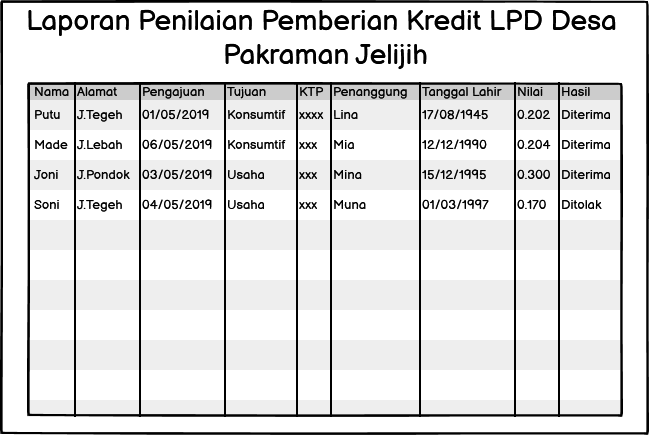 Laporan Penilaian Pemberian Kredit LPD Desa
Pakraman Jelijih
Nama Alamat Pengajuan Tujuan KTP Penanggung Tanggal Lahir Nilai Hasil
Putu J.Tegeh 01/05/2019 Konsumtif xxxx Lina 17/08/1945 0.202 Diterima
Made J.Lebah 06/05/2019 Konsumtif xxx Mia 12/12/1990 0.204 Diterima
Joni J.Pondok 03/05/2019 Usaha xxx Mina 15/12/1995 0.300 Diterima
Soni J.Tegeh 04/05/2019 Usaha xxx Muna 01/03/1997 0.170 Ditolak